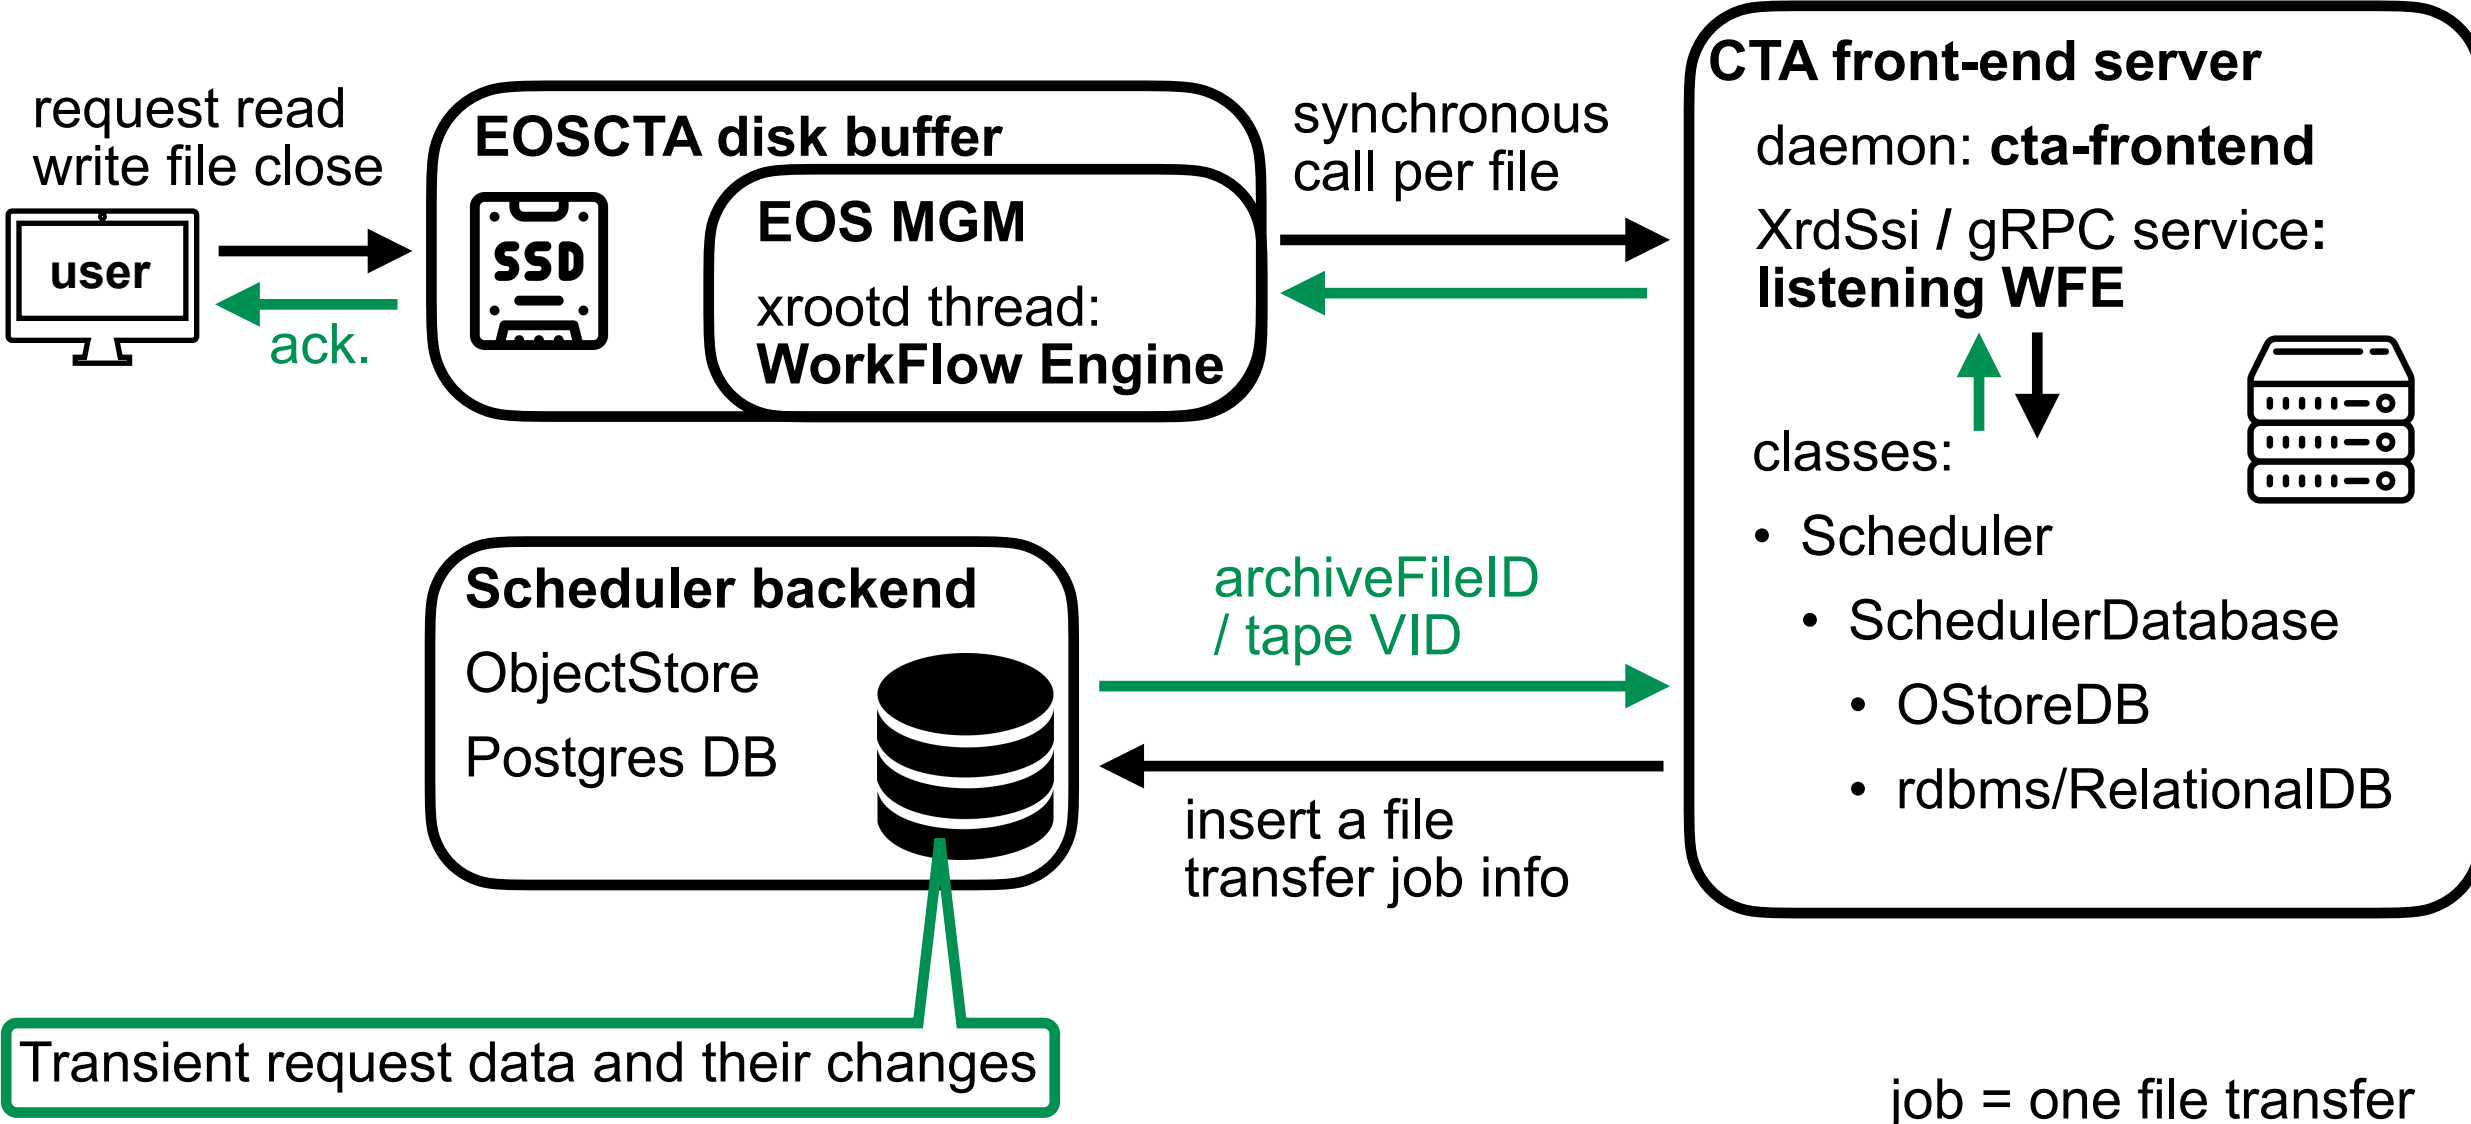 request read
write file close
user
ack.
EOSCTA disk buffer
SSD
EOS MGM
xrootd thread:
WorkFlow Engine
synchronous
call per file
CTA front-end server
daemon: cta-frontend
XrdSsi / gRPC service:
listening WFE
classes:
• Scheduler
• SchedulerDatabase
• OStoreDB
• rdbms/RelationalDB
Scheduler backend
ObjectStore
Postgres DB
archiveFileID
/ tape VID
insert a file
transfer job info
Transient request data and their changes
job = one file transfer